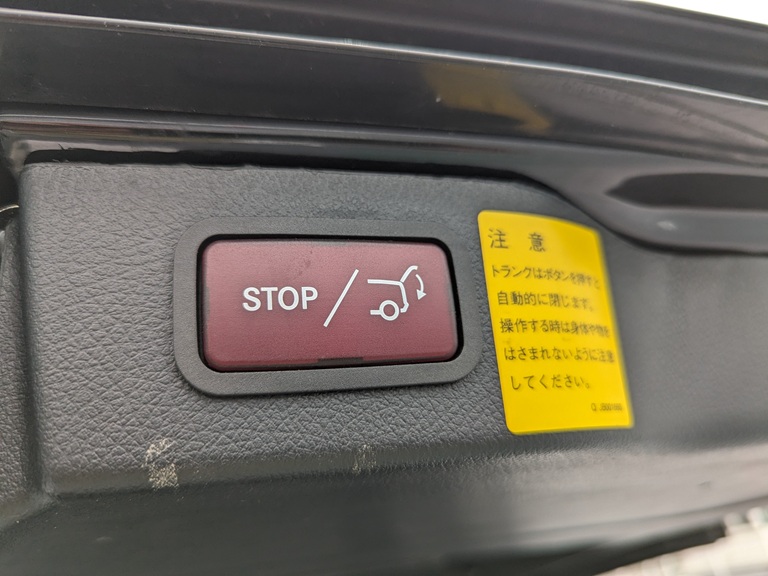 STOP/
注意
トランクはボタンを押すと
自動的に閉じます。
操作する時は身体や物を
はさまれないように注意
してください。